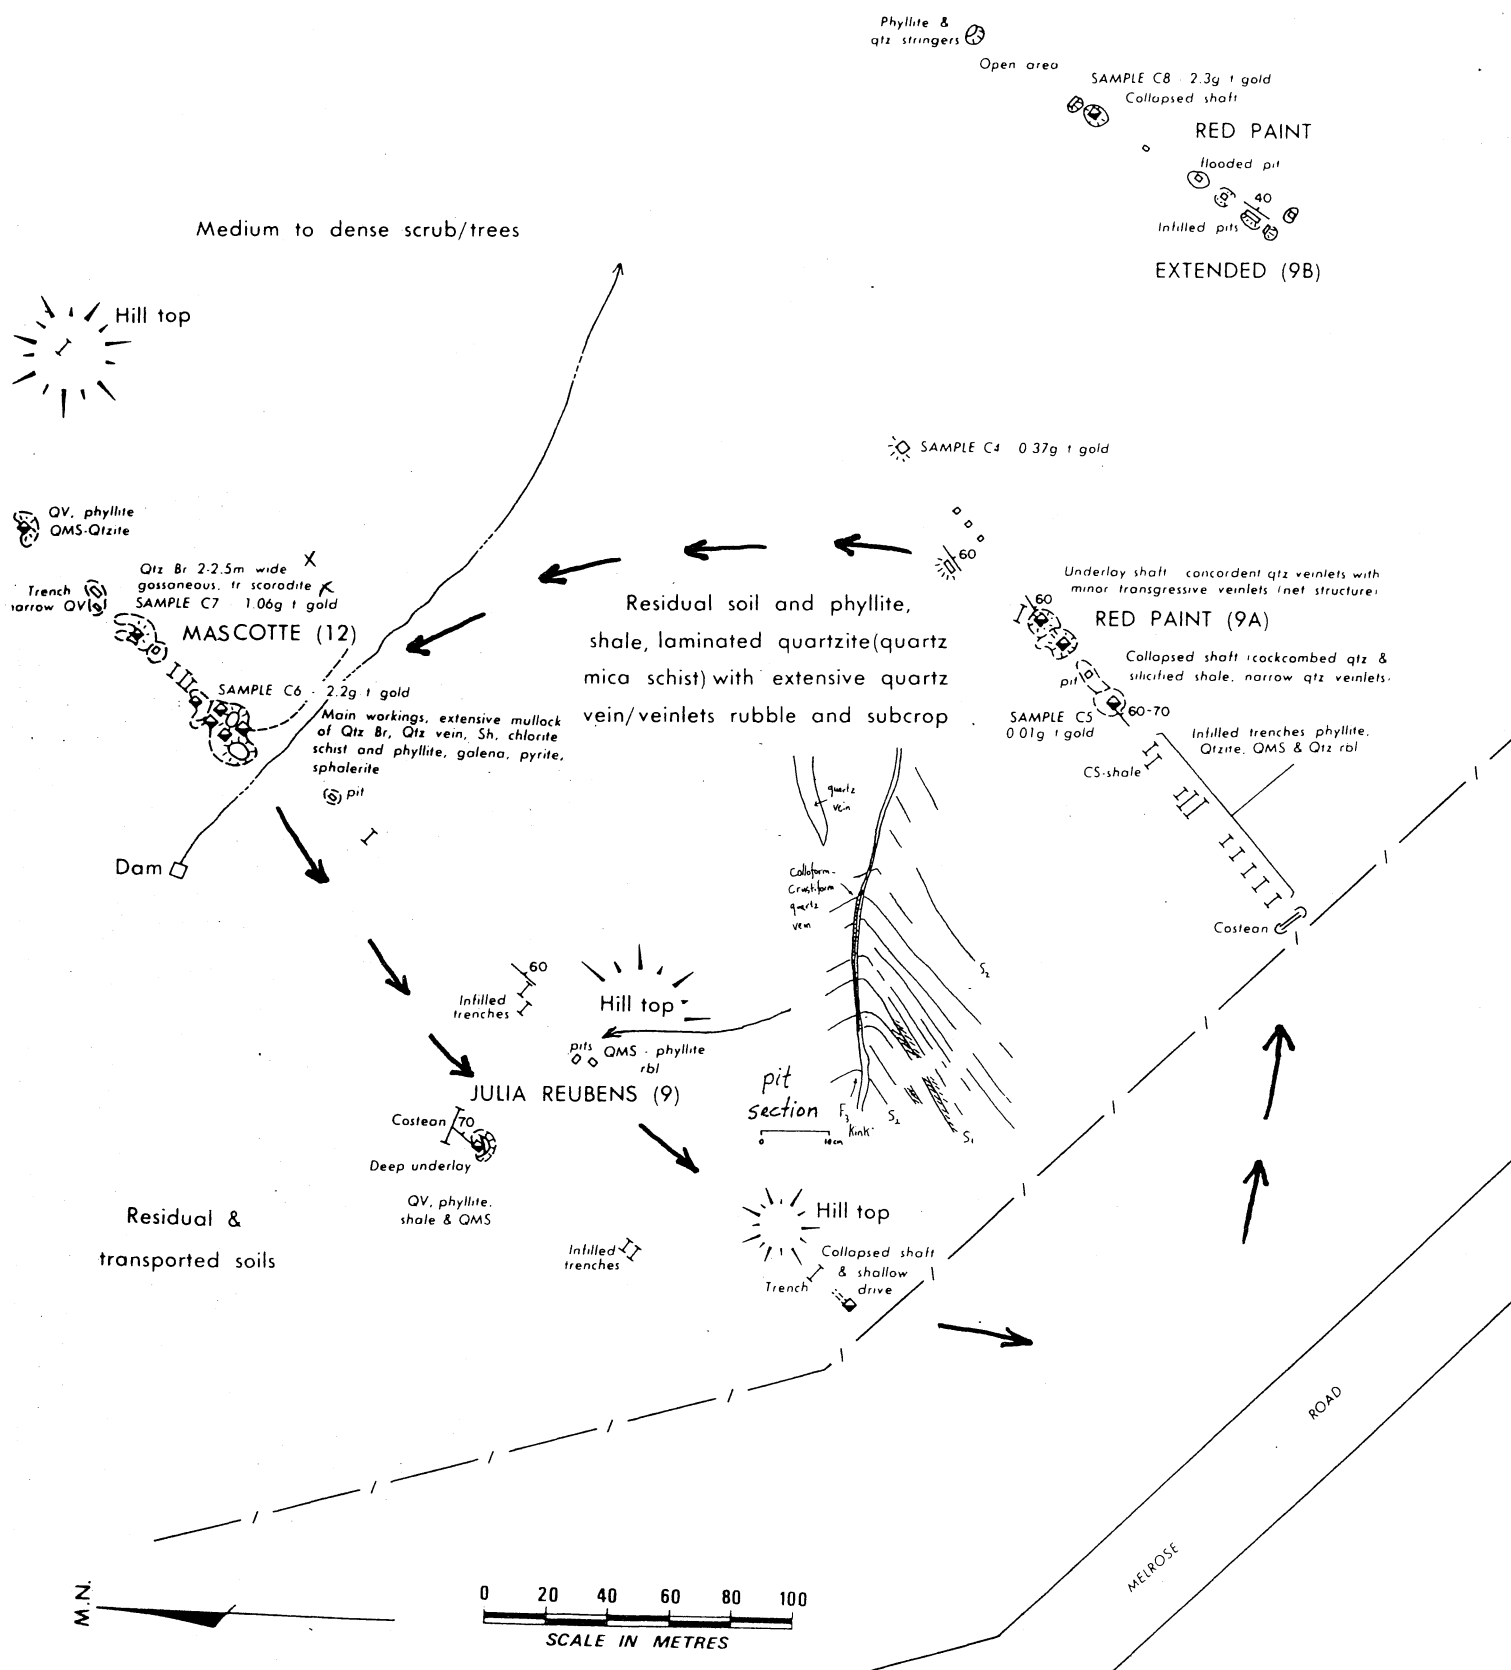 Phyllite &
qtz stringers
Open area
SAMPLE C8 - 2.3g t gold
Collapsed shaft
RED PAINT
flooded pit
40
Infilled pits
EXTENDED (9B)
Medium to dense scrub/trees
Hill top
SAMPLE C4 0 37g t gold
QV, phyllite
QMS-Qtzite
60
Qtz Br 2-2.5m wide
gossaneous, tr scorodite
SAMPLE C7 1.06g t gold
Trench
narrow QV
MASCOTTE (12)
Underlay shaft concordent qtz veinlets with
minor transgressive veinlets (net structure)
60
RED PAINT (9A)
Residual soil and phyllite,
shale, laminated quartzite(quartz
mica schist) with extensive quartz
vein/veinlets rubble and subcrop
Collapsed shaft (cockcombed qtz &
silicified shale, narrow qtz veinlets)
pit
60-70
SAMPLE C5
0 01g t gold
SAMPLE C6 - 2.2g t gold
Main workings, extensive mullock
of Qtz Br, Qtz vein, Sh, chlorite
schist and phyllite, galena, pyrite,
sphalerite
pit
Infilled trenches phyllite,
Qtzite, QMS & Qtz rbl
CS-shale
quartz
vein
Dam
Colloform-
Crustiform
quartz
vein
Costean
S2
60
Infilled
trenches
Hill top
pits
QMS - phyllite
rbl
JULIA REUBENS (9)
pit
section
0 10cm
F3
Kink
S2
S1
Costean
70
Deep underlay
QV, phyllite,
shale & QMS
Residual &
transported soils
Infilled
trenches
Hill top
Collapsed shaft
& shallow
drive
Trench
ROAD
MELROSE
M.N.
0 20 40 60 80 100
SCALE IN METRES